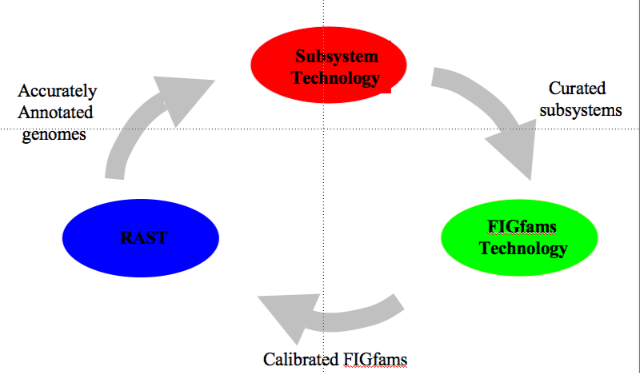 Subsystem
Technology
Accurately
Annotated
genomes
Curated
subsystems
RAST
FIGfams
Technology
Calibrated FIGfams